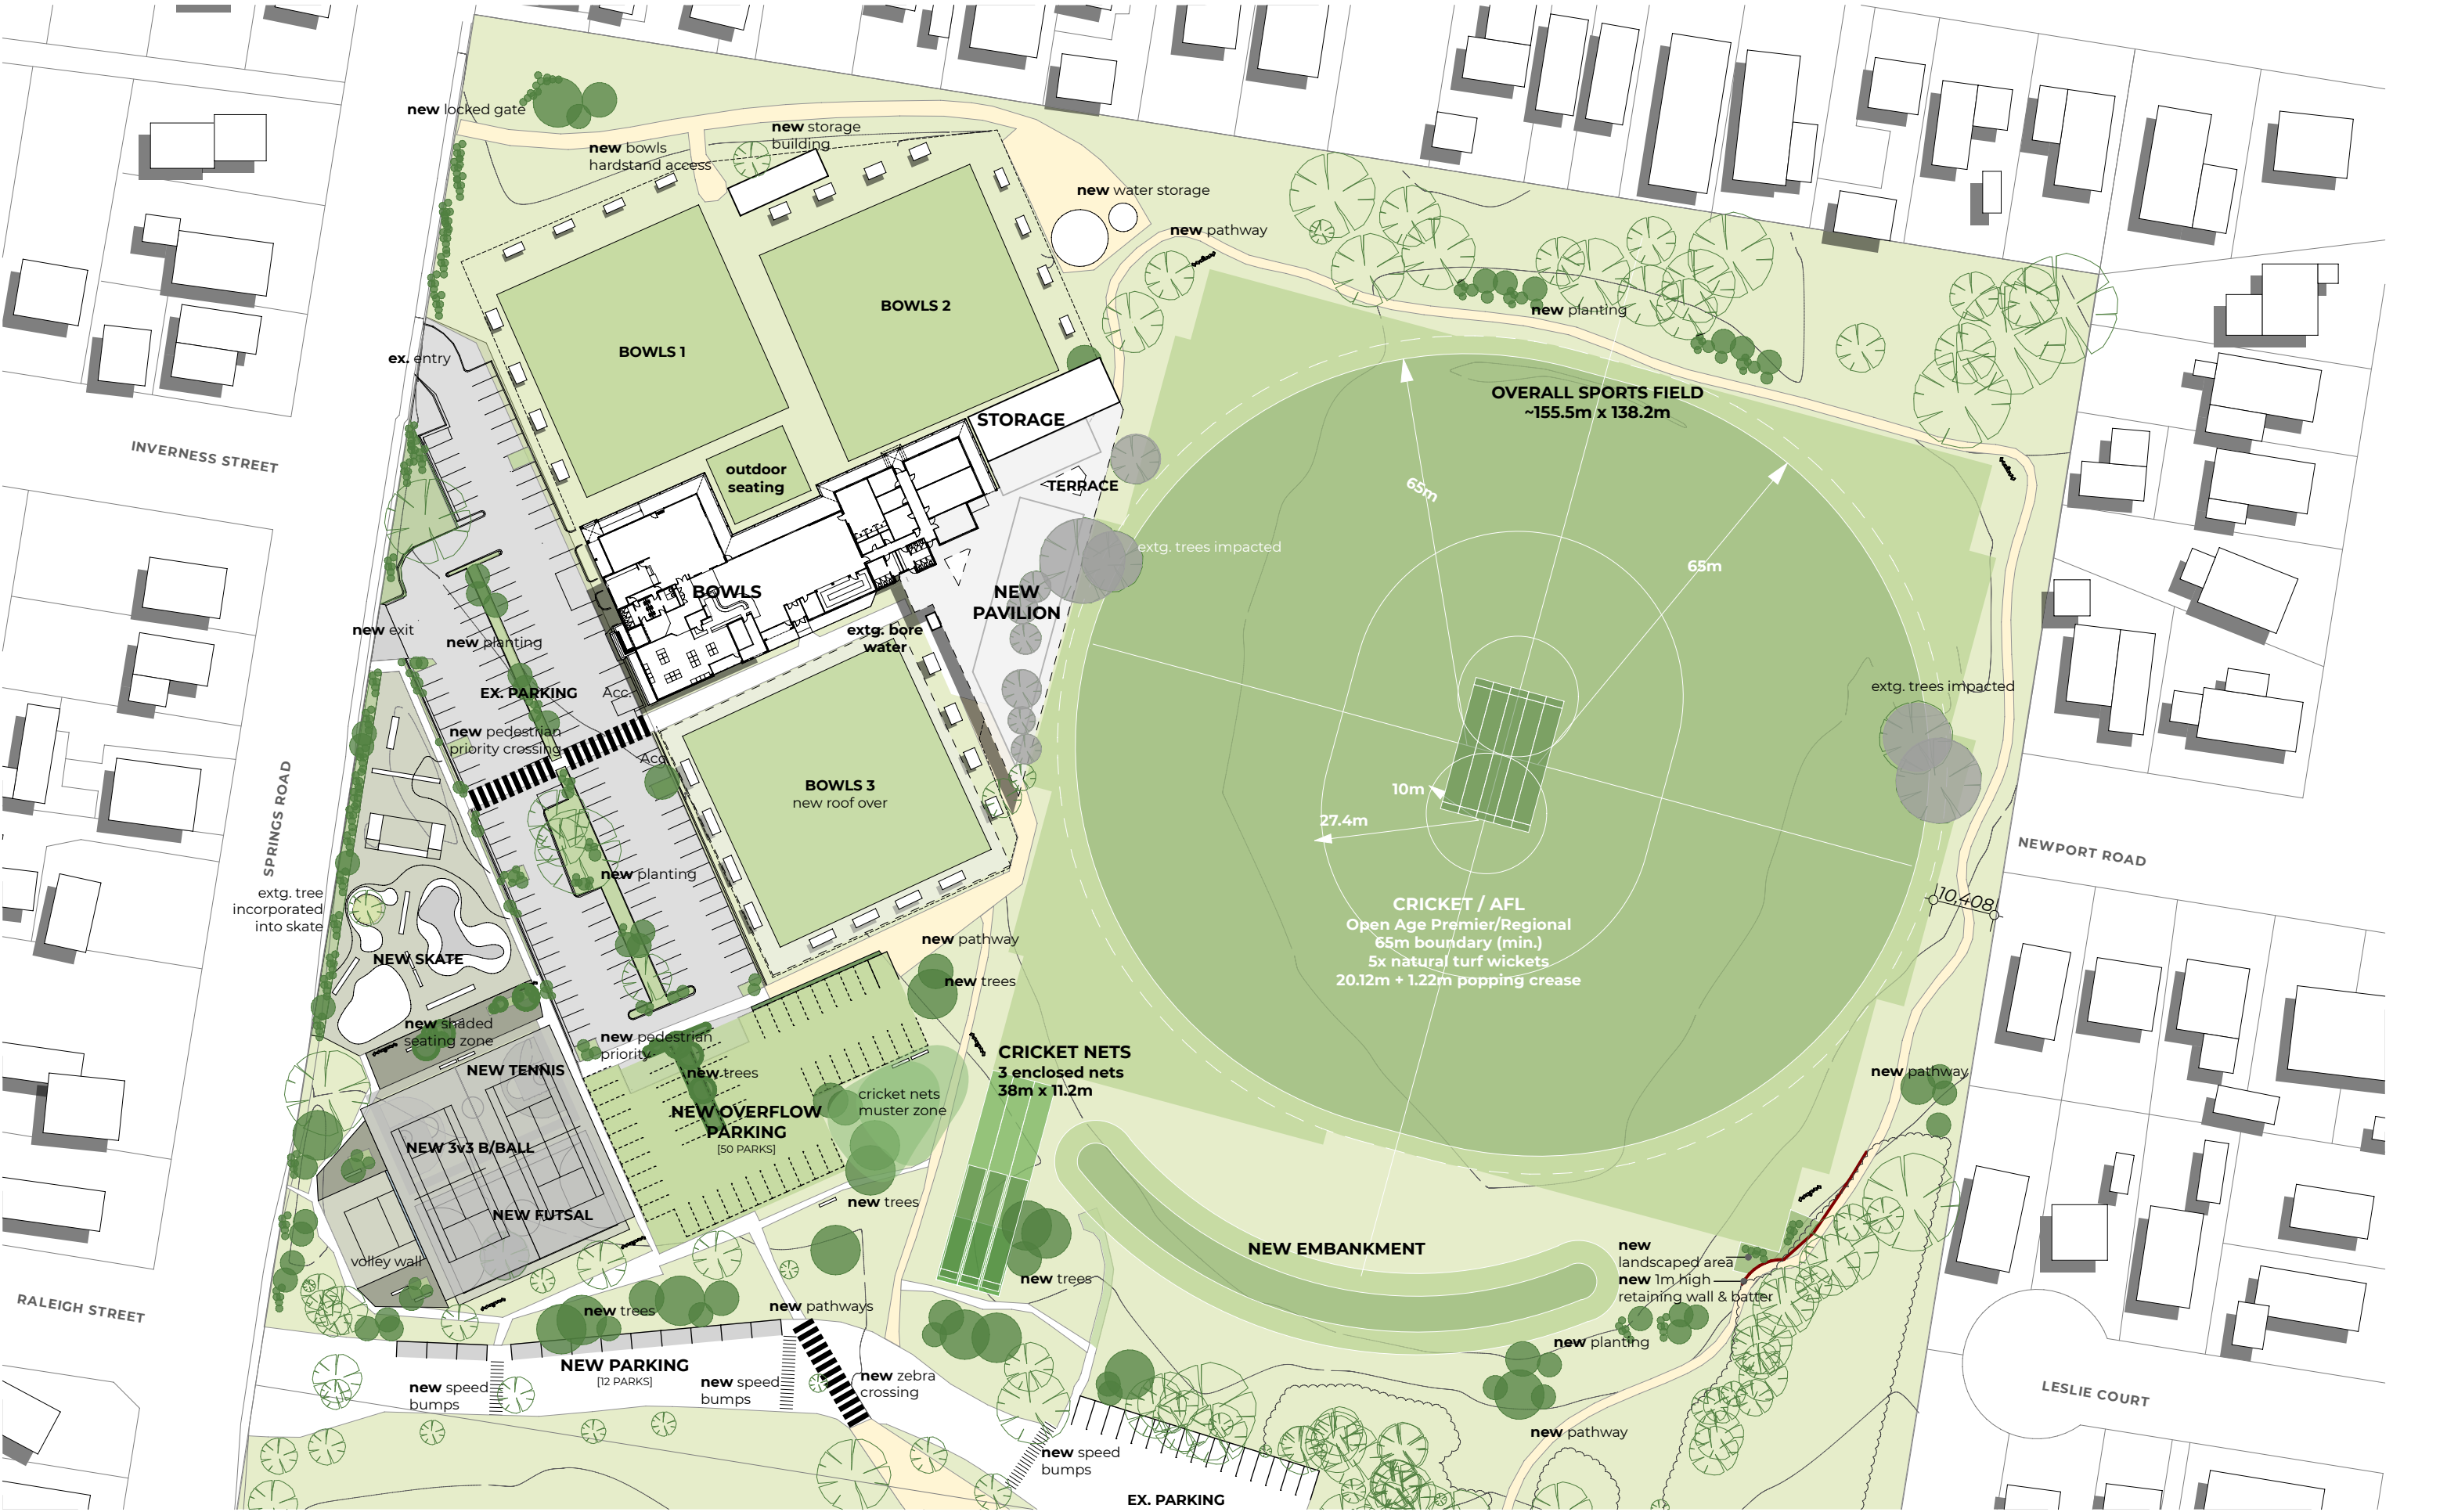 new locked gate
new storage
building
new bowls
hardstand access
new water storage
new pathway
BOWLS 2
new planting
BOWLS 1
ex. entry
OVERALL SPORTS FIELD
~155.5m x 138.2m
STORAGE
INVERNESS STREET
outdoor
seating
TERRACE
65m
extg. trees impacted
65m
BOWLS
NEW
PAVILION
new exit
new planting
extg. bore
water
EX. PARKING
Acc.
extg. trees impacted
new pedestrian
priority crossing
Acc.
BOWLS 3
new roof over
10m
27.4m
SPRINGS ROAD
NEWPORT ROAD
new planting
extg. tree
incorporated
into skate
10,408
CRICKET / AFL
Open Age Premier/Regional
65m boundary (min.)
5x natural turf wickets
20.12m + 1.22m popping crease
new pathway
NEW SKATE
new trees
new shaded
seating zone
new pedestrian
priority
CRICKET NETS
3 enclosed nets
38m x 11.2m
NEW TENNIS
new trees
new pathway
cricket nets
muster zone
NEW OVERFLOW
PARKING
[50 PARKS]
NEW 3v3 B/BALL
new trees
NEW FUTSAL
NEW EMBANKMENT
new
landscaped area
new 1m high
retaining wall & batter
volley wall
new trees
RALEIGH STREET
new trees
new pathways
new planting
NEW PARKING
[12 PARKS]
new speed
bumps
new speed
bumps
new zebra
crossing
LESLIE COURT
new pathway
new speed
bumps
EX. PARKING